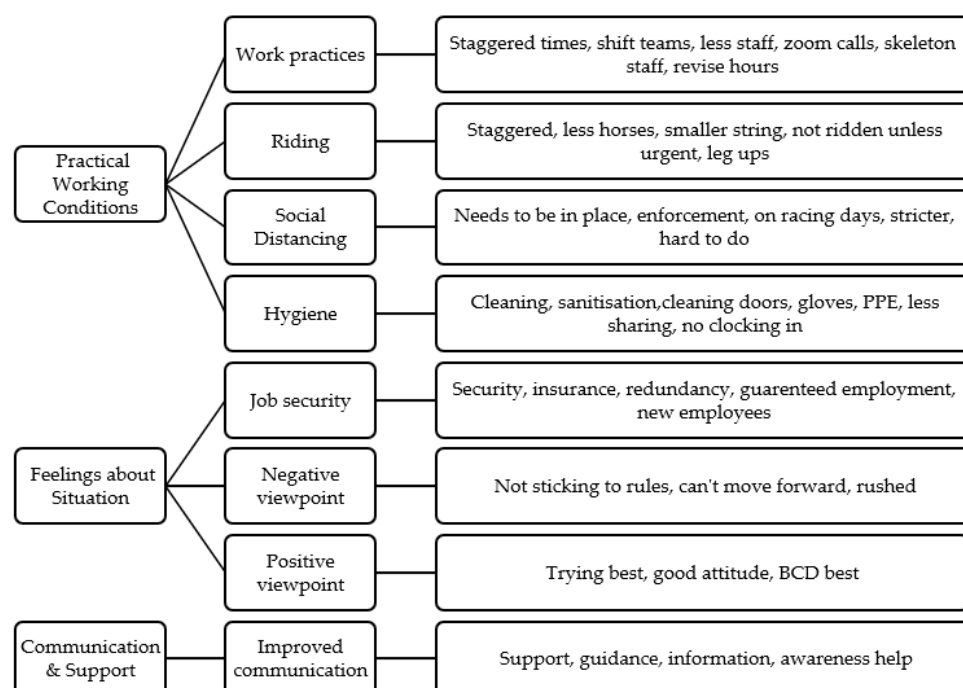 Work practices
Staggered times, shift teams, less staff, zoom calls, skeleton
staff, revise hours
Practical
Working
Conditions
Riding
Staggered, less horses, smaller string, not ridden unless
urgent, leg ups
Social
Distancing
Needs to be in place, enforcement, on racing days, stricter,
hard to do
Hygiene
Cleaning, sanitisation,cleaning doors, gloves, PPE, less
sharing, no clocking in
Feelings about
Situation
Job security
Security, insurance, redundancy, guarenteed employment,
new employees
Negative
viewpoint
Not sticking to rules, can't move forward, rushed
Positive
viewpoint
Trying best, good attitude, BCD best
Communication
& Support
Improved
communication
Support, guidance, information, awareness help